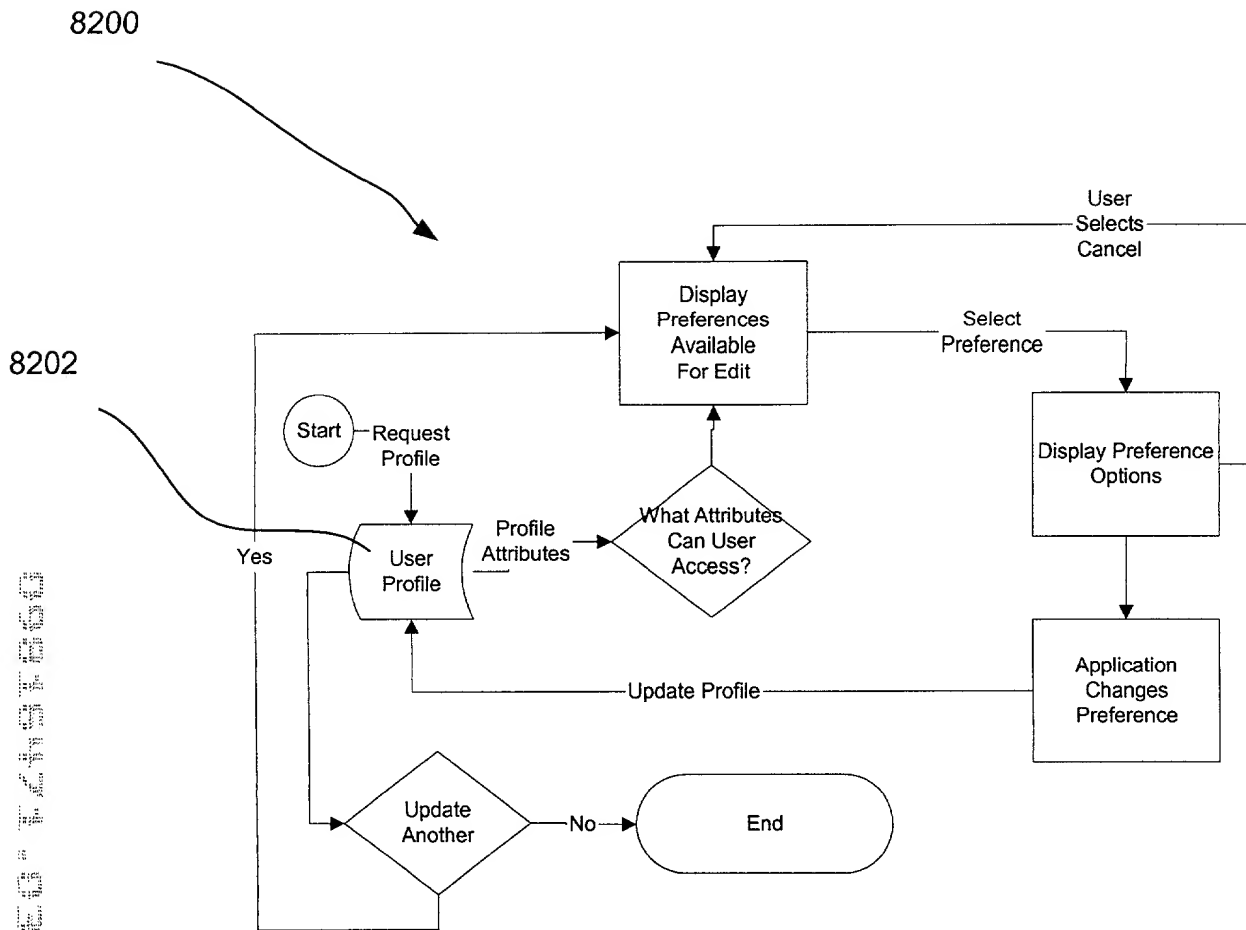 8200
User
Selects
Cancel
Display
Preferences
Available
For Edit
Select
Preference
8202
Start
Request
Profile
Display Preference
Options
What Attributes
Can User
Access?
Profile
Attributes
User
Profile
Yes
Application
Changes
Preference
Update Profile
Update
Another
No
End